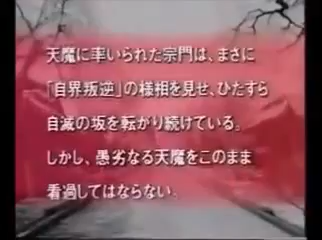 天魔に率いられた宗門は、まさに
「自界叛逆」の様相を見せ、ひたすら
自滅の坂を転がり続けている。
しかし、愚劣なる天魔をこのまま
看過してはならない。